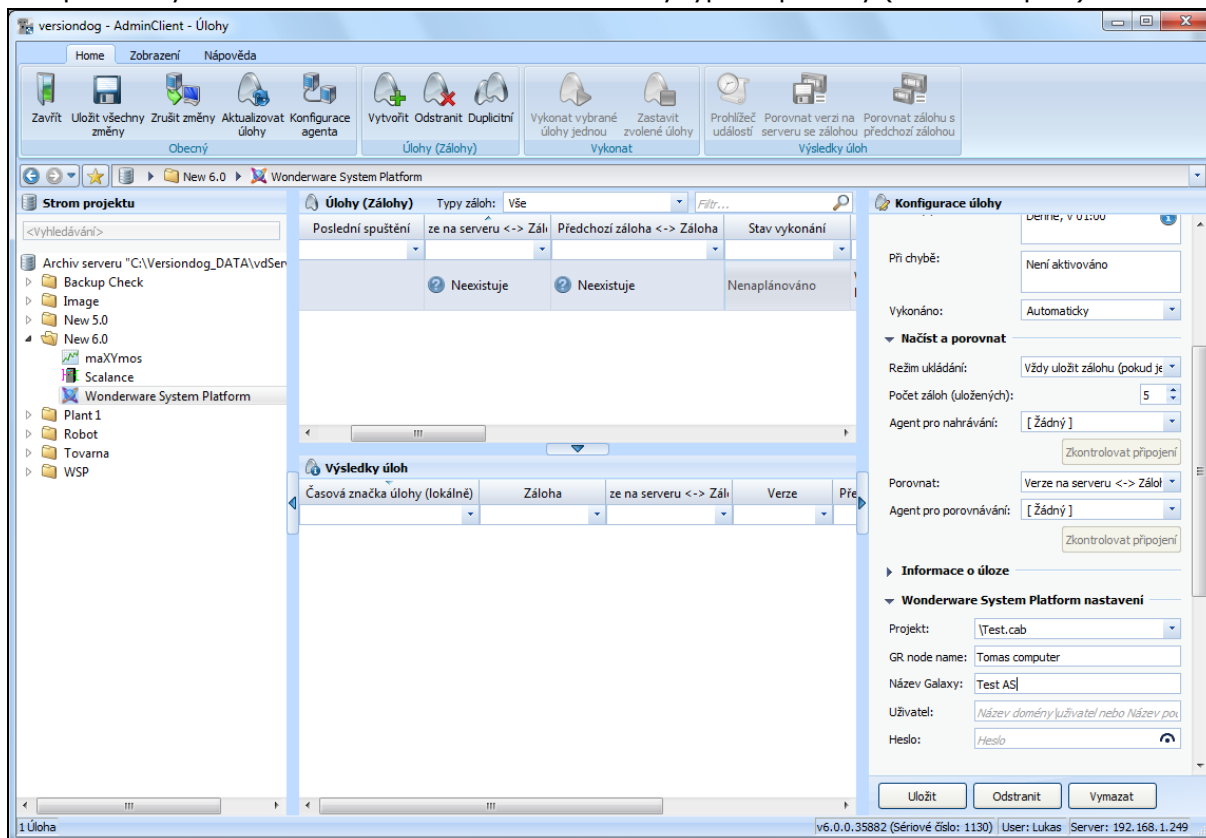 versiondog - AdminClient - Úlohy
Home Zobrazení Nápověda
Zavřít Uložit všechny změny Zrušit změny Aktualizovat úlohy Konfigurace agenta
Obecný
Vytvořit Odstranit Duplicitní
Úlohy (Zálohy)
Vykonat vybrané úlohy jednou Zastavit zvolené úlohy
Vykonat
Prohlížeč událostí Porovnat verzi na serveru se zálohou Porovnat zálohu s předchozí zálohou
Výsledky úloh
New 6.0 Wonderware System Platform
Strom projektu
<Vyhledávání>
Archiv serveru "C:\Versiondog_DATA\vdSer
Backup Check
Image
New 5.0
New 6.0
maXYmos
Scalance
Wonderware System Platform
Plant 1
Robot
Tovarna
WSP
Úlohy (Zálohy) Typy záloh: Vše Filtr...
Poslední spuštění ze na serveru <-> Zál Předchozí záloha <-> Záloha Stav vykonání
Neexistuje Neexistuje Nenaplánováno
Výsledky úloh
Časová značka úlohy (lokálně) Záloha ze na serveru <-> Zál Verze Pře
Konfigurace úlohy
Denně, v 01:00
Při chybě: Není aktivováno
Vykonáno: Automaticky
Načíst a porovnat
Režim ukládání: Vždy uložit zálohu (pokud je
Počet záloh (uložených): 5
Agent pro nahrávání: [ Žádný ]
Zkontrolovat připojení
Porovnat: Verze na serveru <-> Záloh
Agent pro porovnávání: [ Žádný ]
Zkontrolovat připojení
Informace o úloze
Wonderware System Platform nastavení
Projekt: \Test.cab
GR node name: Tomas computer
Název Galaxy: Test AS
Uživatel: Název domény\uživatel nebo Název poč
Heslo: Heslo
Uložit Odstranit Vymazat
1 Úloha v6.0.0.35882 (Sériové číslo: 1130) User: Lukas Server: 192.168.1.249